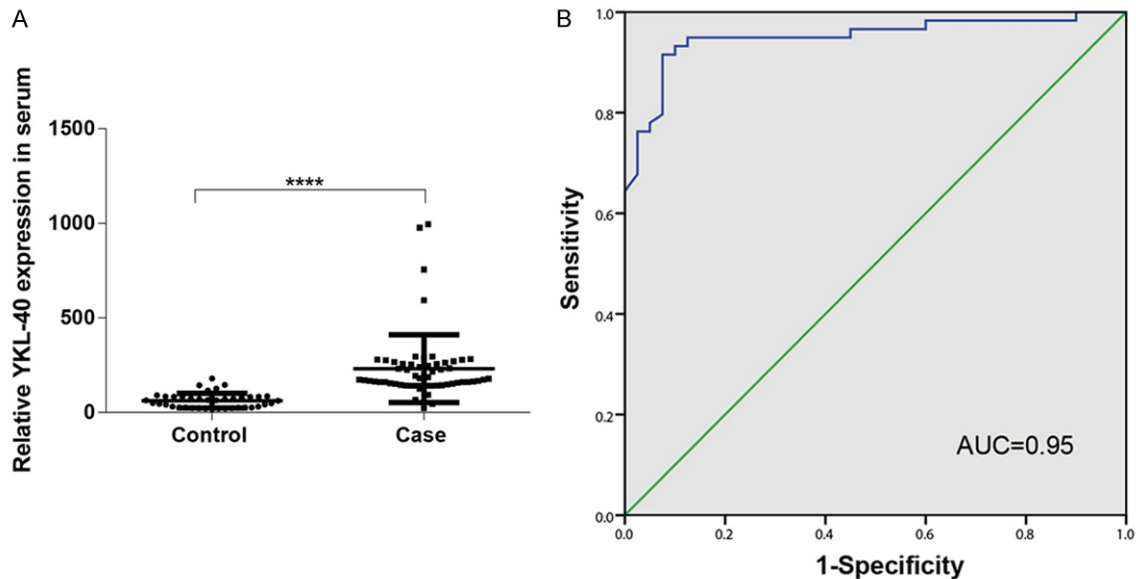 A
Relative YKL-40 expression in serum
1500
1000
500
0
****
Control
Case
B
Sensitivity
1.0
0.8
0.6
0.4
0.2
0.0
AUC=0.95
0.0
0.2
0.4
0.6
0.8
1.0
1-Specificity